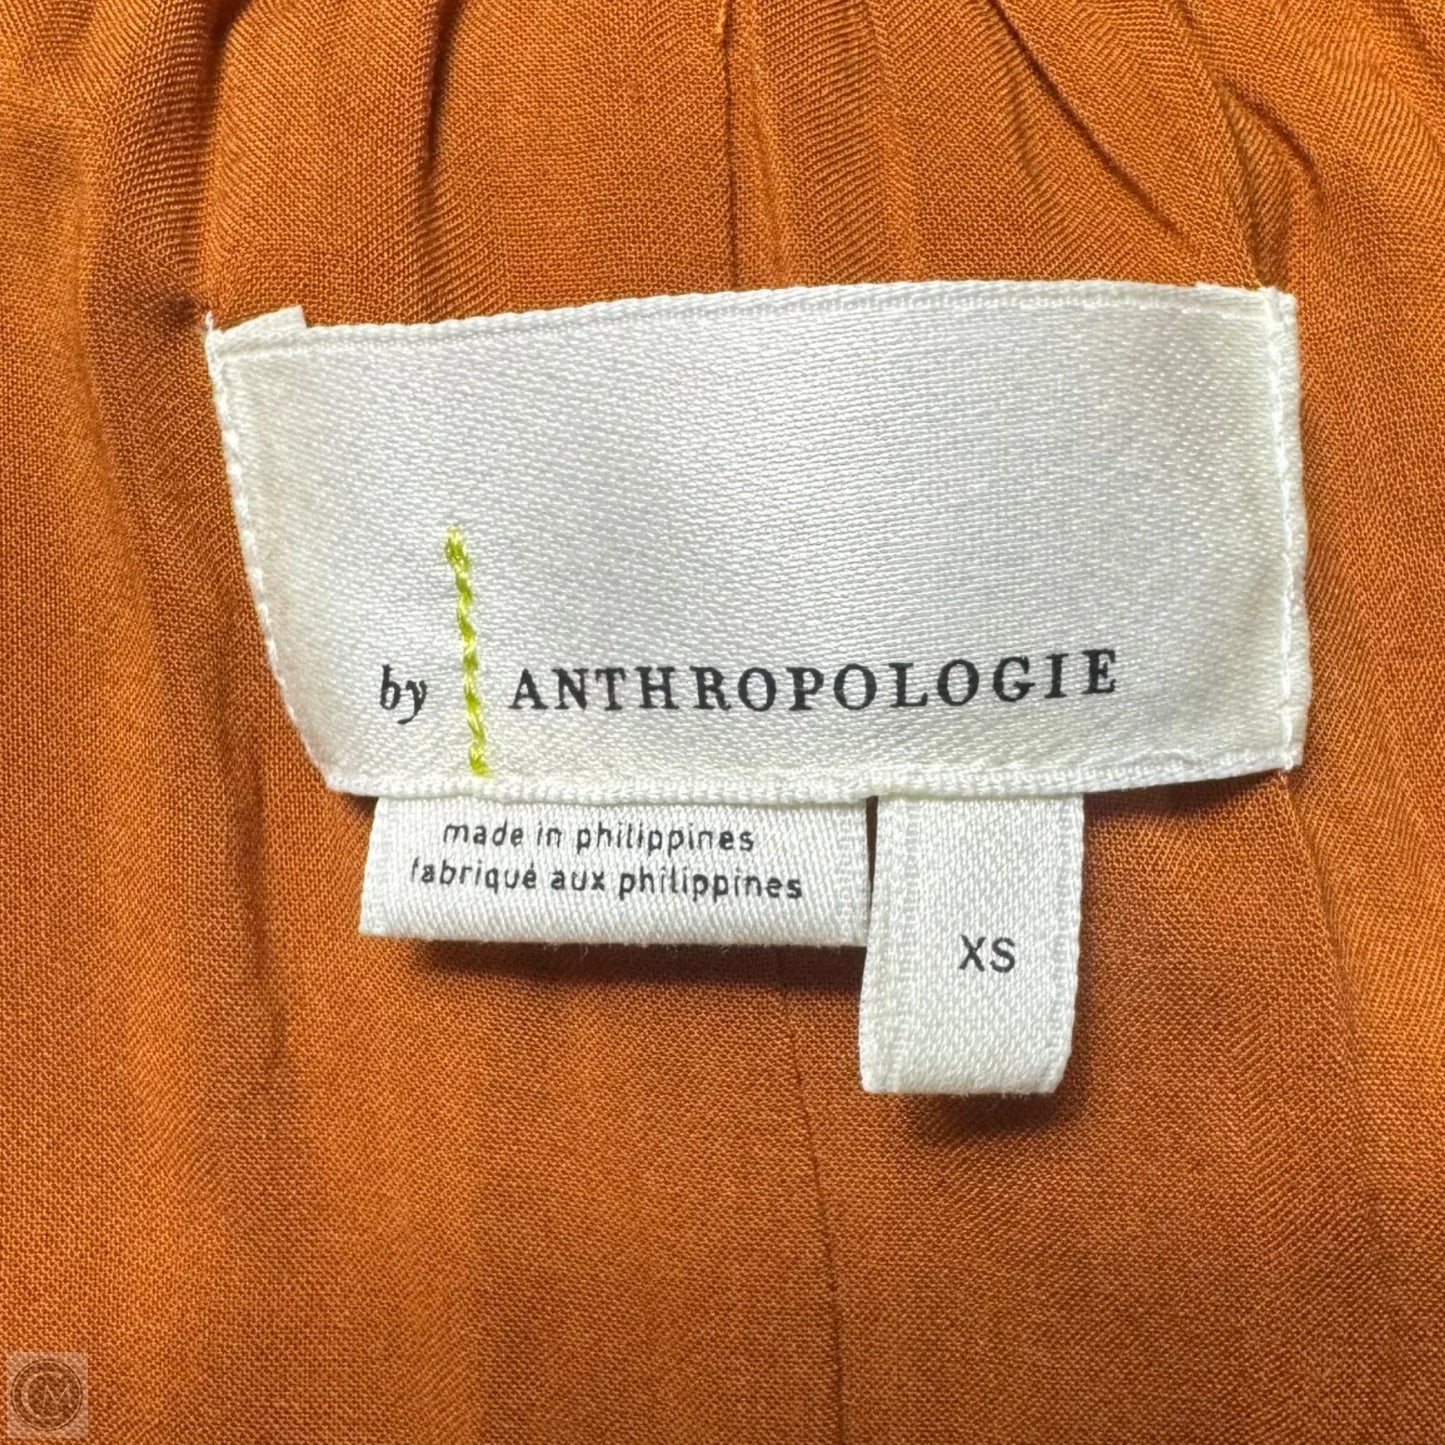 by ANTHROPOLOGIE
made in philippines
fabriqué aux philippines
XS